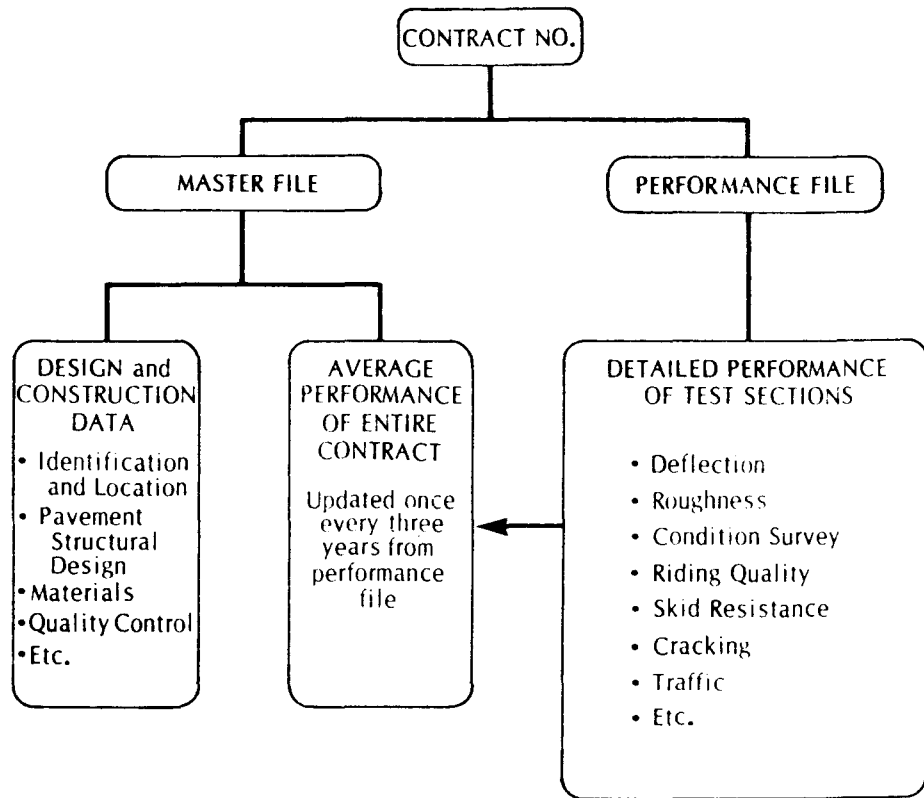 CONTRACT NO.
MASTER FILE
PERFORMANCE FILE
DESIGN and
CONSTRUCTION
DATA
• Identification
and Location
• Pavement
Structural
Design
• Materials
• Quality Control
• Etc.
AVERAGE
PERFORMANCE
OF ENTIRE
CONTRACT
Updated once
every three
years from
performance
file
DETAILED PERFORMANCE
OF TEST SECTIONS
• Deflection
• Roughness
• Condition Survey
• Riding Quality
• Skid Resistance
• Cracking
• Traffic
• Etc.